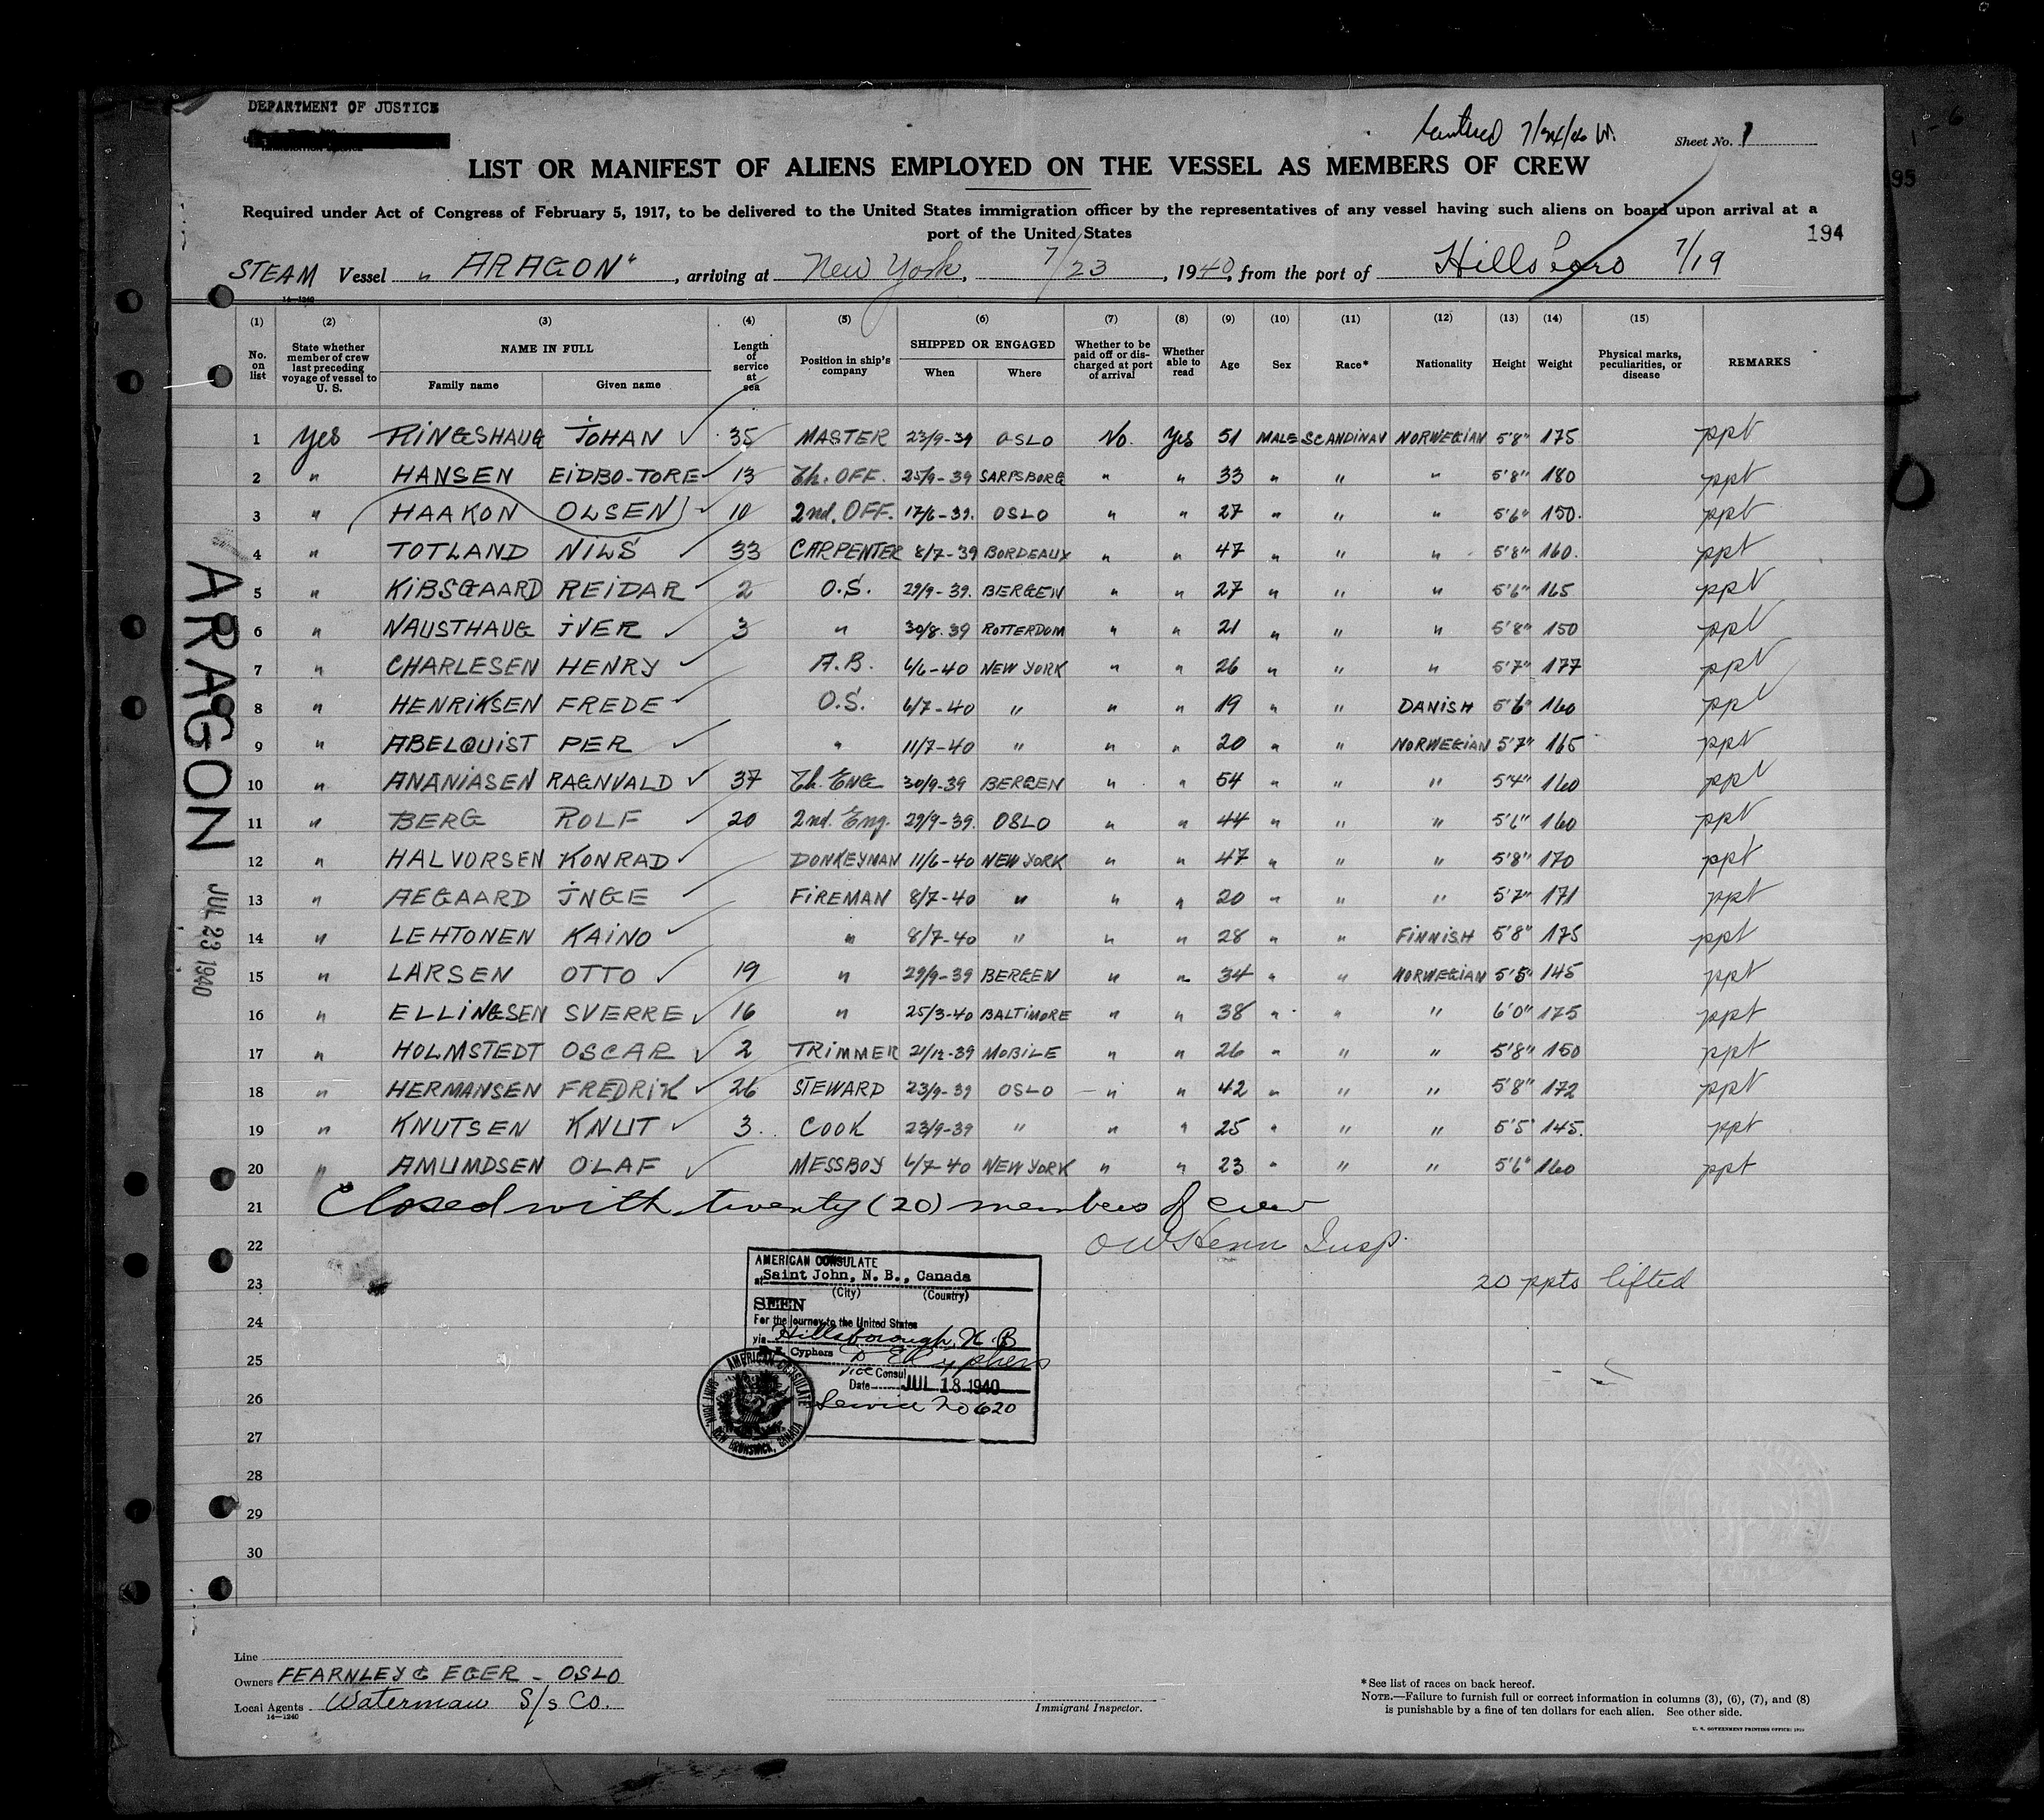 DEPARTMENT OF JUSTICE
Sheet No. 1
LIST OR MANIFEST OF ALIENS EMPLOYED ON THE VESSEL AS MEMBERS OF CREW
Required under Act of Congress of February 5, 1917, to be delivered to the United States immigration officer by the representatives of any vessel having such aliens on board upon arrival at a
port of the United States
194
STEAM Vessel "ARAGON", arriving at New York, 7/23, 1940, from the port of Hillsboro 7/19
14-1240
(1) (2) (3) (4) (5) (6) (7) (8) (9) (10) (11) (12) (13) (14) (15)
No. on list State whether member of crew last preceding voyage of vessel to U. S. NAME IN FULL Family name Given name Length of service at sea Position in ship's company SHIPPED OR ENGAGED When Where Whether to be paid off or discharged at port of arrival Whether able to read Age Sex Race* Nationality Height Weight Physical marks, peculiarities, or disease REMARKS
1 Yes RINGSHAUG JOHAN 35 MASTER 23/9-39 OSLO No. Yes 51 MALE SCANDINAV NORWEGIAN 5'8" 175 ppt
2 " HANSEN EIDBO-TORE 13 Ch. OFF. 25/9-39 SARPSBORG " " 33 " " " 5'8" 180 ppt
3 " HAAKON OLSEN 10 2nd. OFF. 17/6-39. OSLO " " 27 " " " 5'6" 150. ppt
4 " TOTLAND NILS 33 CARPENTER 8/7-39 BORDEAUX " " 47 " " " 5'8" 160. ppt
5 " KIBSGAARD REIDAR 2 O.S. 29/9-39. BERGEN " " 27 " " " 5'6" 165 ppt
6 " NAUSTHAUG IVER 3 " 30/8.39 ROTTERDOM " " 21 " " " 5'8" 150 ppt
7 " CHARLESEN HENRY A.B. 6/6-40 NEW YORK " " 26 " " " 5'7" 177 ppt
8 " HENRIKSEN FREDE O.S. 6/7-40 " " " 19 " " DANISH 5'6" 160 ppt
9 " ABELQUIST PER " 11/7-40 " " " 20 " " NORWEGIAN 5'7" 165 ppt
10 " ANANIASEN RAGNVALD 37 Ch. ENG 30/9-39 BERGEN " " 54 " " " 5'4" 160 ppt
11 " BERG ROLF 20 2nd. Eng. 29/9-39. OSLO " " 44 " " " 5'6" 160 ppt
12 " HALVORSEN KONRAD DONKEYMAN 11/6-40 NEW YORK " " 47 " " " 5'8" 170 ppt
13 " AEGAARD INGE FIREMAN 8/7-40 " " " 20 " " " 5'7" 171 ppt
14 " LEHTONEN KAINO " 8/7-40 " " " 28 " " FINNISH 5'8" 175 ppt
15 " LARSEN OTTO 19 " 29/9-39 BERGEN " " 34 " " NORWEGIAN 5'5" 145 ppt
16 " ELLINGSEN SVERRE 16 " 25/3-40 BALTIMORE " " 38 " " " 6'0" 175 ppt
17 " HOLMSTEDT OSCAR 2 TRIMMER 21/12-39 MOBILE " " 26 " " " 5'8" 150 ppt
18 " HERMANSEN FREDRIK 26 STEWARD 23/9-39 OSLO " " 42 " " " 5'8" 172 ppt
19 " KNUTSEN KNUT 3. COOK 23/9-39 " " " 25 " " " 5'5" 145. ppt
20 " AMUMDSEN OLAF MESSBOY 6/7-40 NEW YORK " " 23 " " " 5'6" 160 ppt
21 Closed with twenty (20) members of crew
22 Insp.
23 20 ppts lifted
24
25
26
27
28
29
30
ARAGON
JUL 23 1940
AMERICAN CONSULATE
at Saint John, N. B., Canada
(City) (Country)
SEEN
For the journey to the United States
via Hillsborough, N.B
Cyphers
Vice Consul
Date JUL 18 1940
Service No 620
AMERICAN CONSULATE
SAINT JOHN, NEW BRUNSWICK, CANADA
Line
Owners FEARNLEY & EGER - OSLO
Local Agents Waterman S/s Co.
14-1240
Immigrant Inspector.
*See list of races on back hereof.
NOTE.—Failure to furnish full or correct information in columns (3), (6), (7), and (8)
is punishable by a fine of ten dollars for each alien. See other side.
U. S. GOVERNMENT PRINTING OFFICE
95